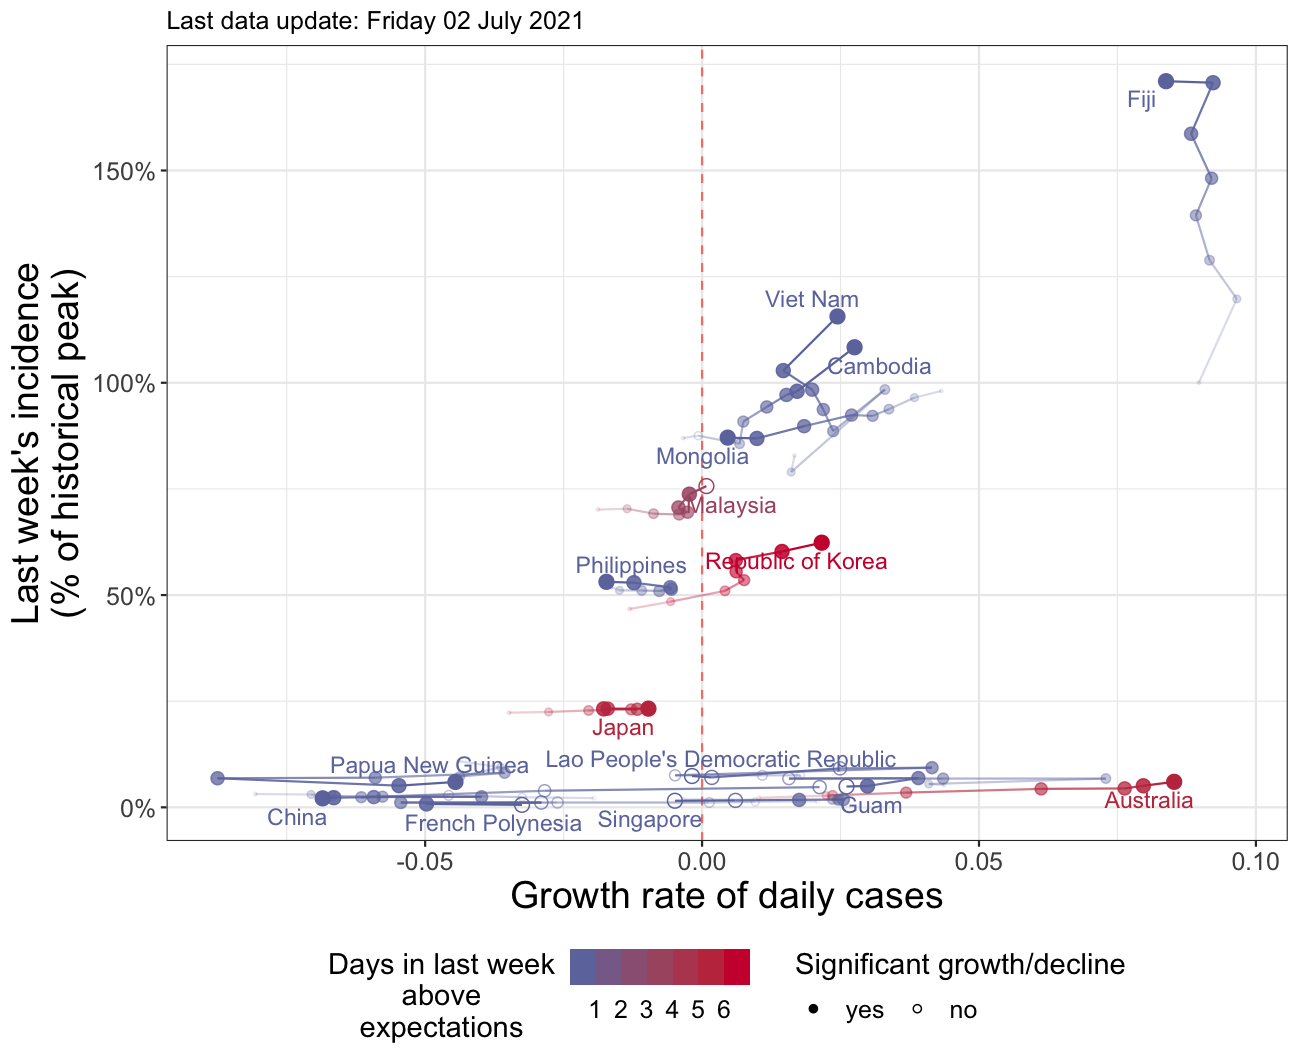 Last data update: Friday 02 July 2021
Last week's incidence
(% of historical peak)
150%
100%
50%
0%
Fiji
Viet Nam
Cambodia
Mongolia
Malaysia
Philippines
Republic of Korea
Japan
Papua New Guinea
Lao People's Democratic Republic
China
French Polynesia
Singapore
Guam
Australia
-0.05
0.00
0.05
0.10
Growth rate of daily cases
Days in last week
above
expectations
1 2 3 4 5 6
Significant growth/decline
yes
no